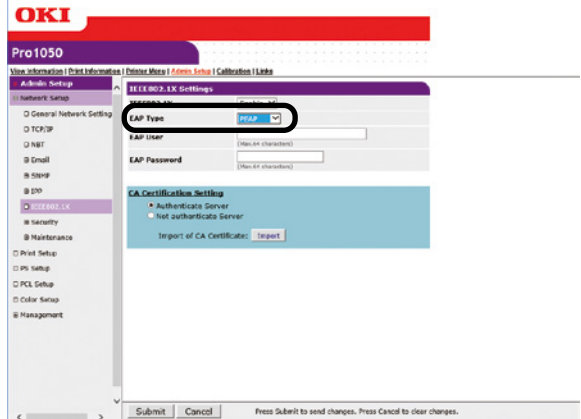 OKI
Pro1050
View Information | Print Information | Printer Menu | Admin Setup | Calibration | Links
Admin Setup
Network Setup
General Network Setting
TCP/IP
NBT
Email
SNMP
IPP
IEEE802.1X
Security
Maintenance
Print Setup
PS Setup
PCL Setup
Color Setup
Management
IEEE802.1X Settings
IEEE802.1X Enable
EAP Type PEAP
EAP User
(Max.64 characters)
EAP Password
(Max.64 characters)
CA Certification Setting
Authenticate Server
Not authenticate Server
Import of CA Certificate: Import
Submit Cancel Press Submit to send changes. Press Cancel to clear changes.